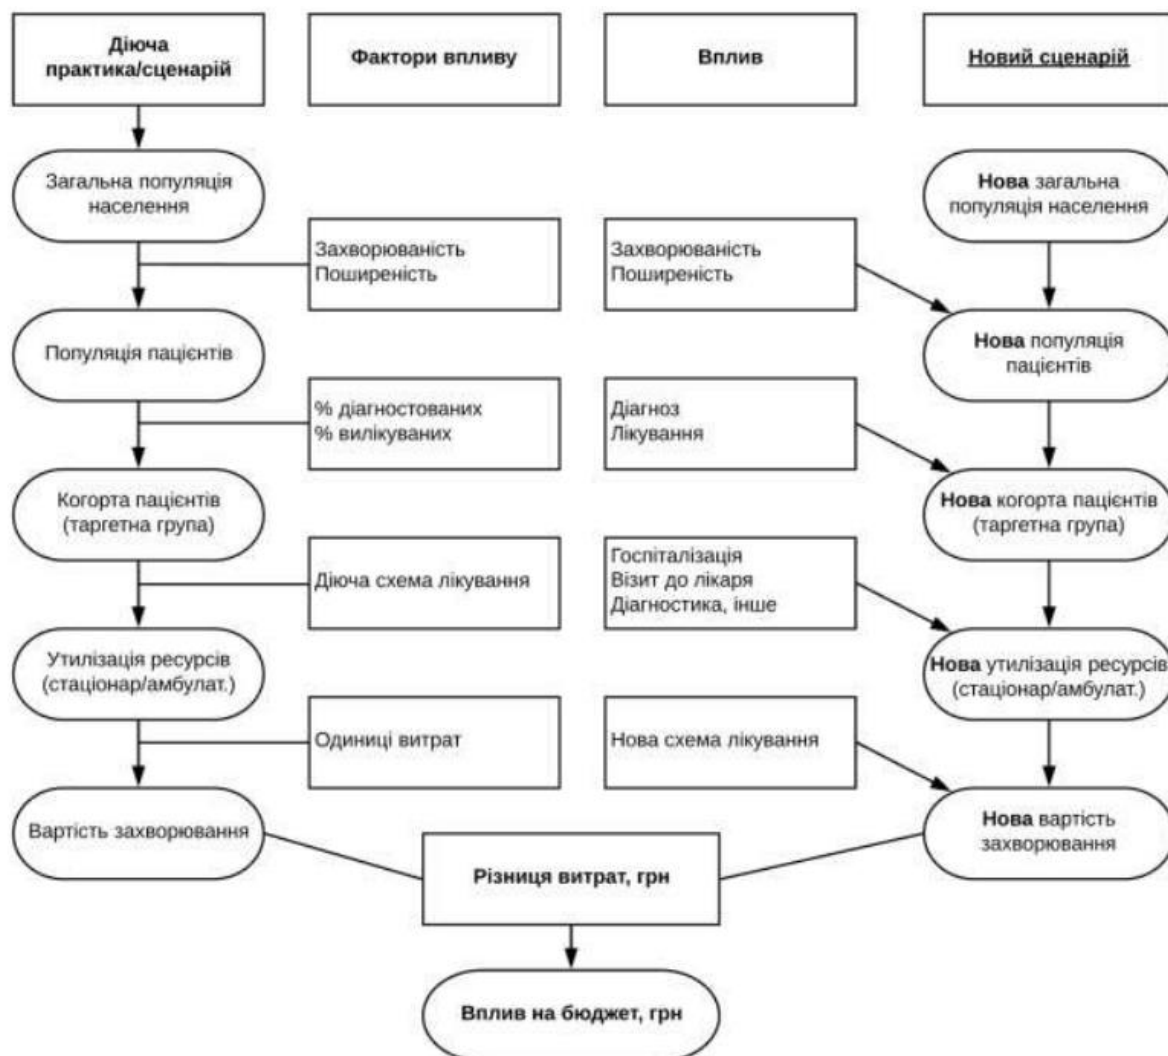 Діюча
практика/сценарій
Фактори впливу
Вплив
Новий сценарій
Загальна популяція
населення
Нова загальна
популяція населення
Захворюваність
Поширеність
Захворюваність
Поширеність
Популяція пацієнтів
Нова популяція
пацієнтів
% діагностованих
% вилікуваних
Діагноз
Лікування
Когорта пацієнтів
(таргетна група)
Нова когорта пацієнтів
(таргетна група)
Діюча схема лікування
Госпіталізація
Візит до лікаря
Діагностика, інше
Утилізація ресурсів
(стаціонар/амбулат.)
Нова утилізація ресурсів
(стаціонар/амбулат.)
Одиниці витрат
Нова схема лікування
Вартість захворювання
Нова вартість
захворювання
Різниця витрат, грн
Вплив на бюджет, грн